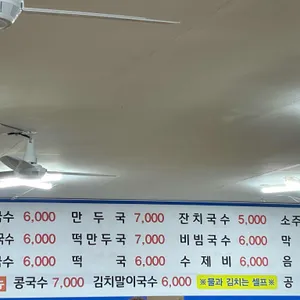 국수 6,000 만두국 7,000 잔치국수 5,000 소주
국수 6,000 떡만두국 7,000 비빔국수 6,000 막
국수 6,000 떡국 6,000 수제비 6,000 음
콩국수 7,000 김치말이국수 6,000 ※물과 김치는 셀프※ 공